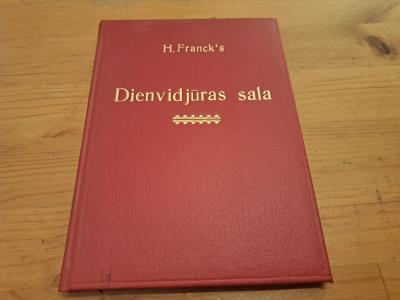 H. Franck's
Dienvidjūras sala